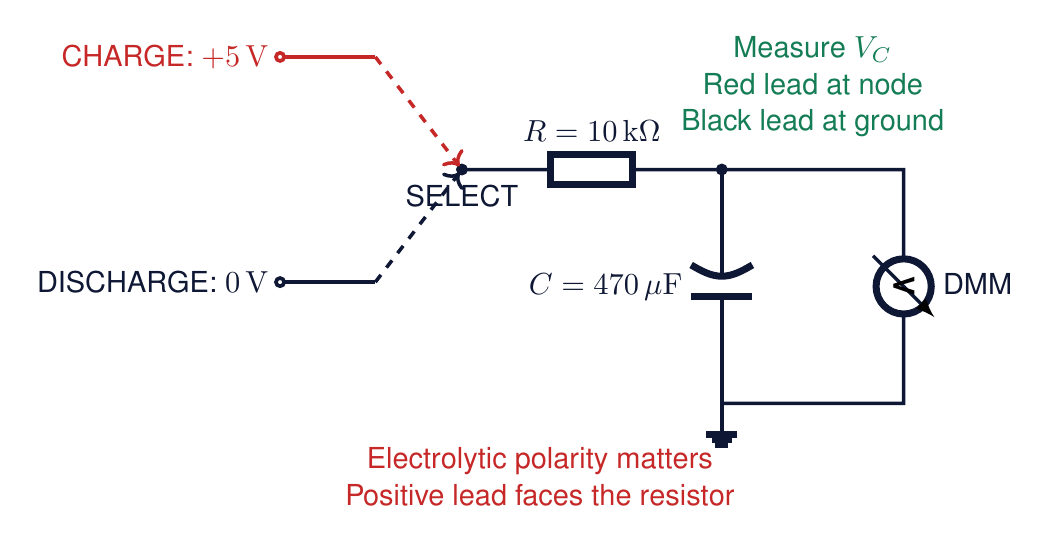 CHARGE: +5 V
Measure V_C
Red lead at node
Black lead at ground
R = 10 kΩ
SELECT
DISCHARGE: 0 V
C = 470 μF
V
DMM
Electrolytic polarity matters
Positive lead faces the resistor